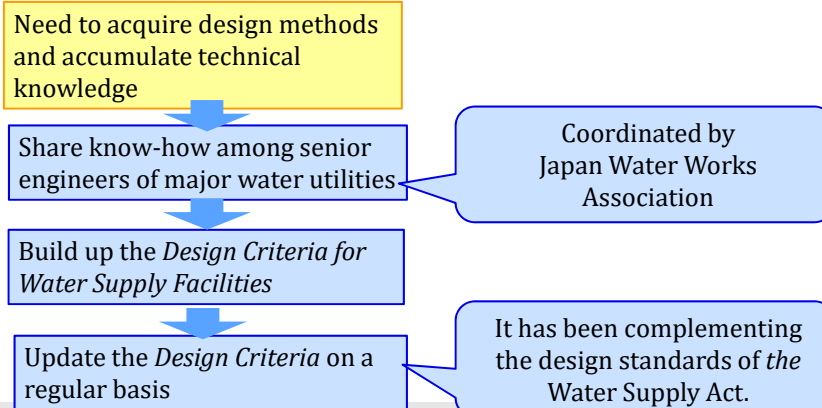 Need to acquire design methods
and accumulate technical
knowledge
Share know-how among senior
engineers of major water utilities
Coordinated by
Japan Water Works
Association
Build up the Design Criteria for
Water Supply Facilities
Update the Design Criteria on a
regular basis
It has been complementing
the design standards of the
Water Supply Act.